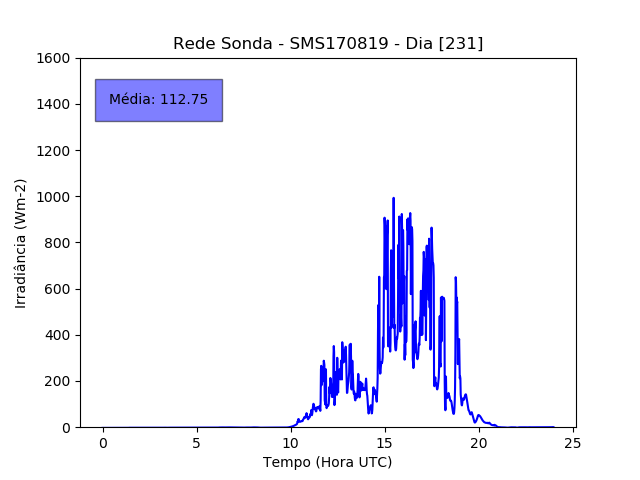 Rede Sonda - SMS170819 - Dia [231]
1600
1400
1200
1000
800
600
400
200
0
Média: 112.75
Irradiância (Wm-2)
0 5 10 15 20 25
Tempo (Hora UTC)